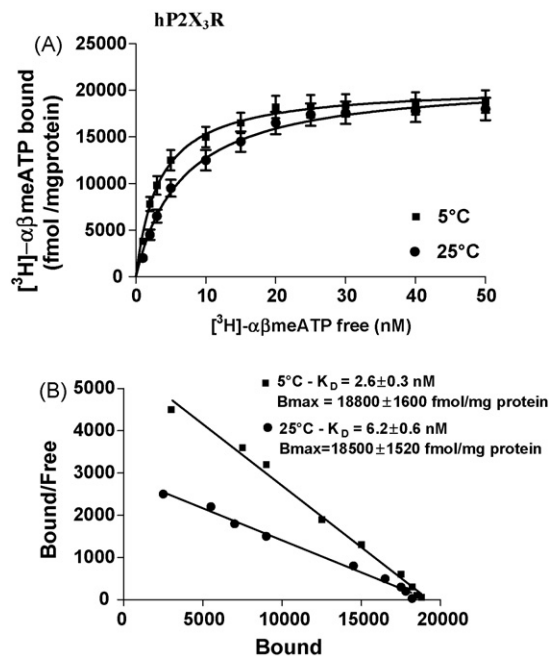 hP2X₃R
(A)
25000
20000
15000
10000
5000
0
[³H]-αβmeATP bound
(fmol /mgprotein)
5°C
25°C
0 10 20 30 40 50
[³H]-αβmeATP free (nM)
(B)
5°C - K_D = 2.6±0.3 nM
Bmax = 18800±1600 fmol/mg protein
25°C - K_D = 6.2±0.6 nM
Bmax=18500±1520 fmol/mg protein
5000
4000
3000
2000
1000
0
Bound/Free
0 5000 10000 15000 20000
Bound